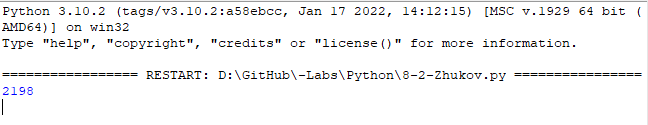 Python 3.10.2 (tags/v3.10.2:a58ebcc, Jan 17 2022, 14:12:15) [MSC v.1929 64 bit (
AMD64)] on win32
Type "help", "copyright", "credits" or "license()" for more information.
================= RESTART: D:\GitHub\-Labs\Python\8-2-Zhukov.py ================
2198